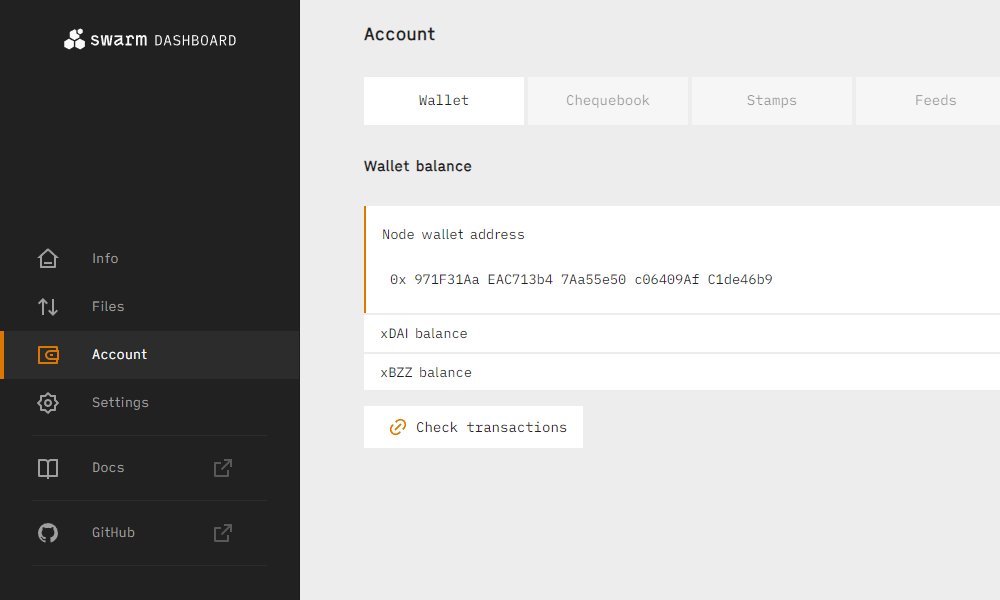 swarm DASHBOARD
Info
Files
Account
Settings
Docs
GitHub
Account
Wallet Chequebook Stamps Feeds
Wallet balance
Node wallet address
0x 971F31Aa EAC713b4 7Aa55e50 c06409Af C1de46b9
xDAI balance
xBZZ balance
Check transactions